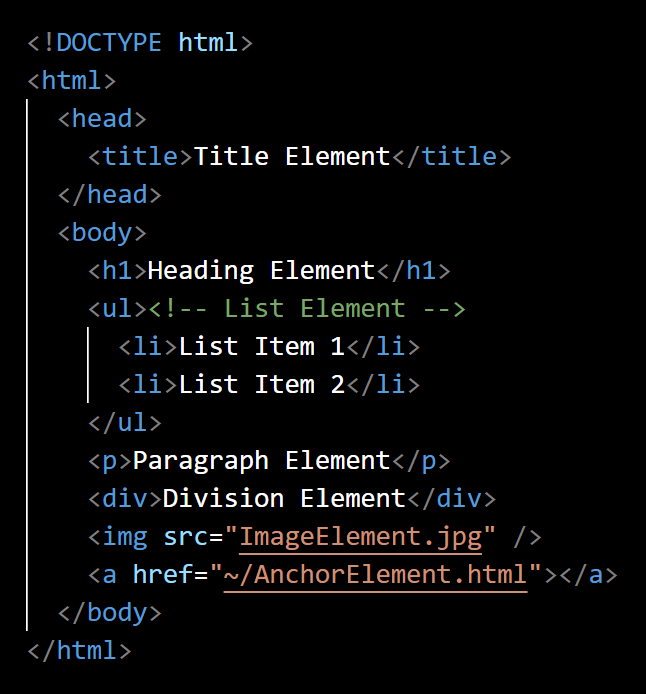 <!DOCTYPE html>
<html>
  <head>
    <title>Title Element</title>
  </head>
  <body>
    <h1>Heading Element</h1>
    <ul><!-- List Element -->
      <li>List Item 1</li>
      <li>List Item 2</li>
    </ul>
    <p>Paragraph Element</p>
    <div>Division Element</div>
    <img src="ImageElement.jpg" />
    <a href="~/AnchorElement.html"></a>
  </body>
</html>